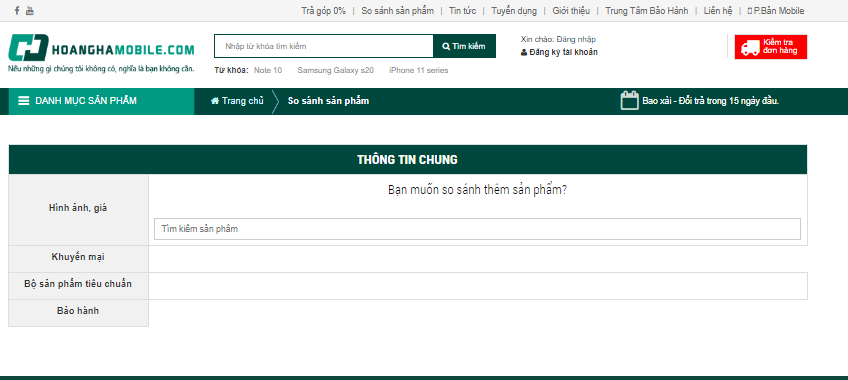 Trả góp 0% | So sánh sản phẩm | Tin tức | Tuyển dụng | Giới thiệu | Trung Tâm Bảo Hành | Liên hệ | P.Bản Mobile
HOANGHAMOBILE.COM
Nếu những gì chúng tôi không có, nghĩa là bạn không cần.
Nhập từ khóa tìm kiếm
Tìm kiếm
Từ khóa: Note 10 Samsung Galaxy s20 iPhone 11 series
Xin chào: Đăng nhập
Đăng ký tài khoản
Kiểm tra
đơn hàng
DANH MỤC SẢN PHẨM
Trang chủ
So sánh sản phẩm
Bao xài - Đổi trả trong 15 ngày đầu.
THÔNG TIN CHUNG
Hình ảnh, giá
Bạn muốn so sánh thêm sản phẩm?
Tìm kiếm sản phẩm
Khuyến mại
Bộ sản phẩm tiêu chuẩn
Bảo hành